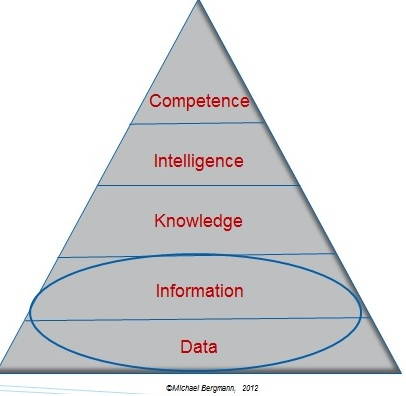 Competence
Intelligence
Knowledge
Information
Data
©Michael Bergmann, 2012